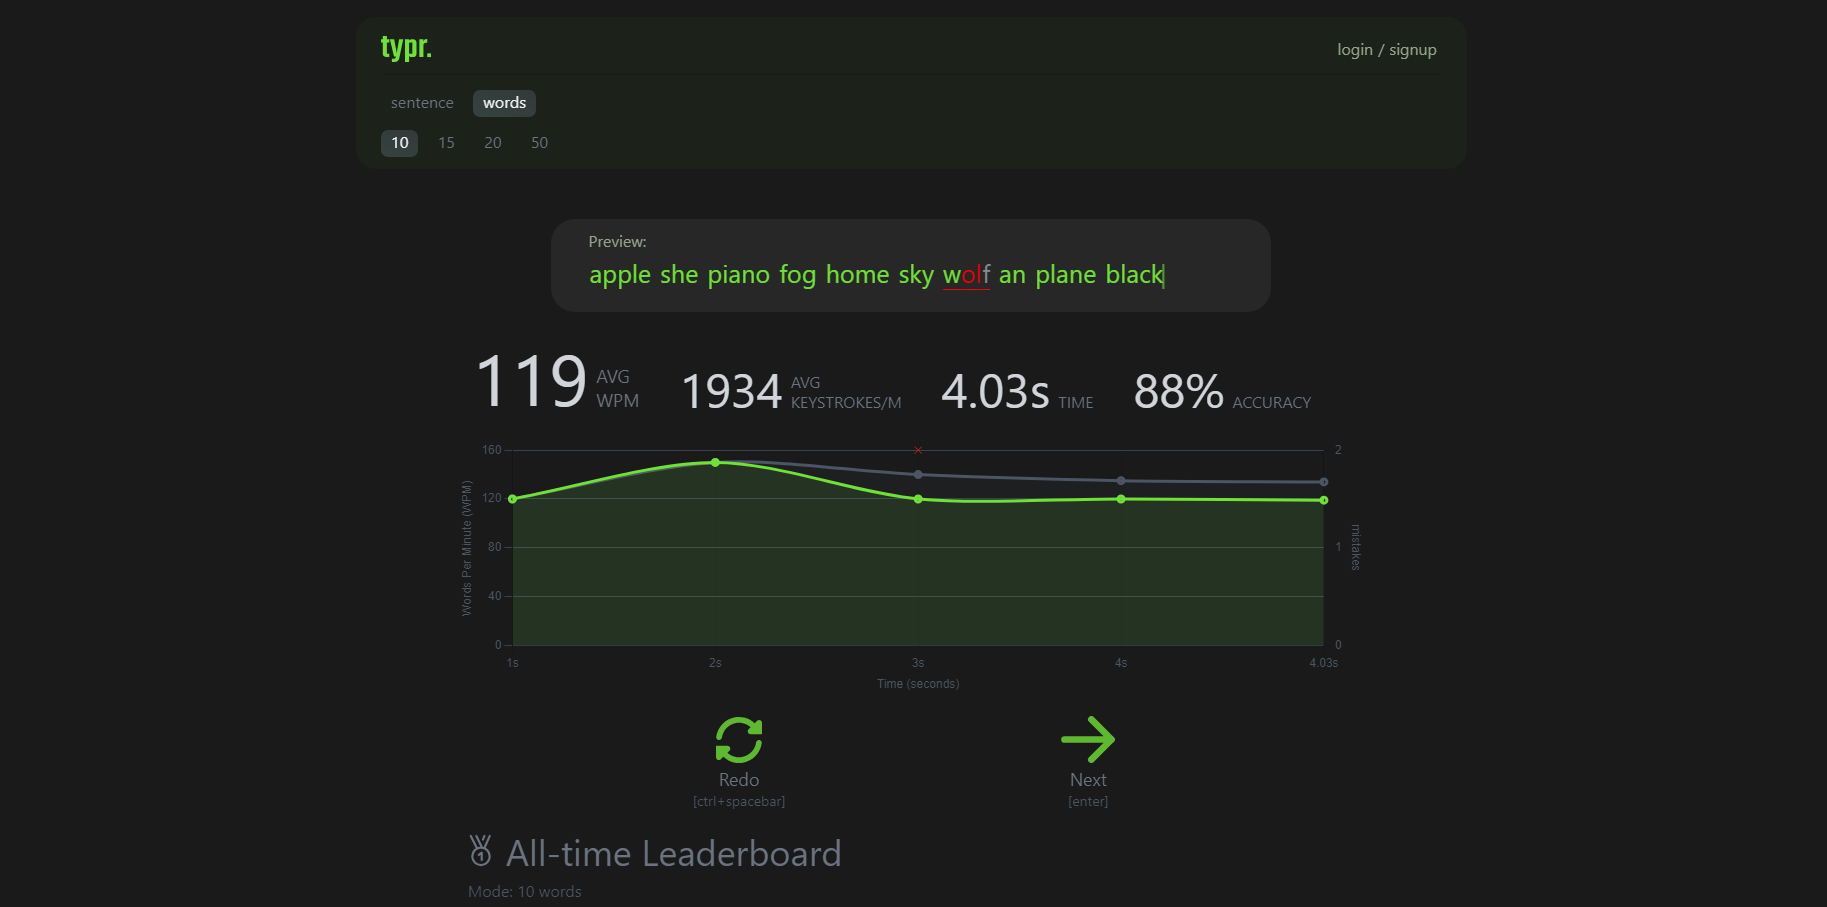 typr.
login / signup
sentence words
10 15 20 50
Preview:
apple she piano fog home sky wolf an plane black
119 AVG WPM
1934 AVG KEYSTROKES/M
4.03s TIME
88% ACCURACY
160
120
80
40
0
Words Per Minute (WPM)
2
1
0
mistakes
1s 2s 3s 4s 4.03s
Time (seconds)
Redo
[ctrl+spacebar]
Next
[enter]
1 All-time Leaderboard
Mode: 10 words